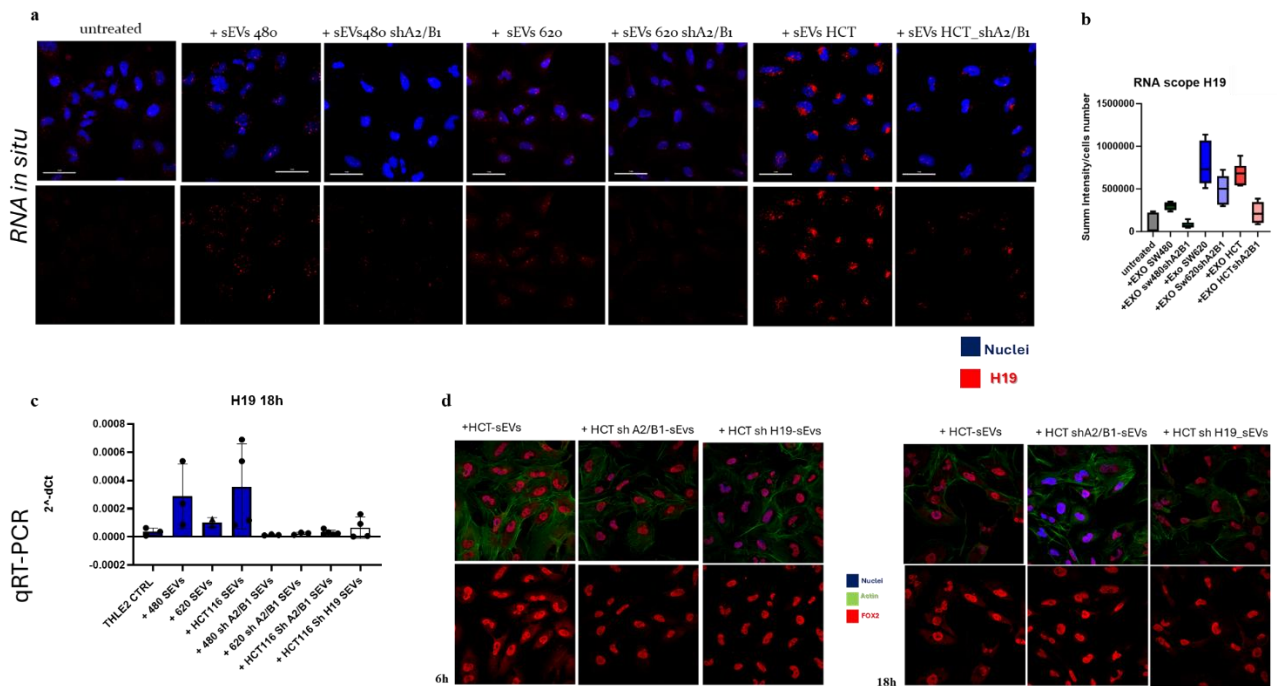 a
untreated
+ sEVs 480
+ sEVs480 shA2/B1
+ sEVs 620
+ sEVs 620 shA2/B1
+ sEVs HCT
+ sEVs HCT_shA2/B1
RNA in situ
b
RNA scope H19
Summ Intensity/cells number
1500000
1000000
500000
0
untreated
+EXO SW480
+EXO sw480shA2B1
+Exo SW620
+EXO Sw620shA2B1
+EXO HCT
+EXO HCTshA2B1
Nuclei
H19
c
H19 18h
qRT-PCR
2^-dCt
0.0008
0.0006
0.0004
0.0002
0.0000
-0.0002
THLE2 CTRL
+ 480 SEVs
+ 620 SEVs
+ HCT116 SEVs
+ 480 sh A2/B1 SEVs
+ 620 sh A2/B1 SEVs
+ HCT116 Sh A2/B1 SEVs
+ HCT116 Sh H19 SEVs
d
+HCT-sEVs
+ HCT sh A2/B1-sEvs
+ HCT sh H19-sEVs
6h
Nuclei
Astin
FOX2
+ HCT-sEVs
+ HCT shA2/B1-sEVs
+ HCT sh H19_sEVs
18h